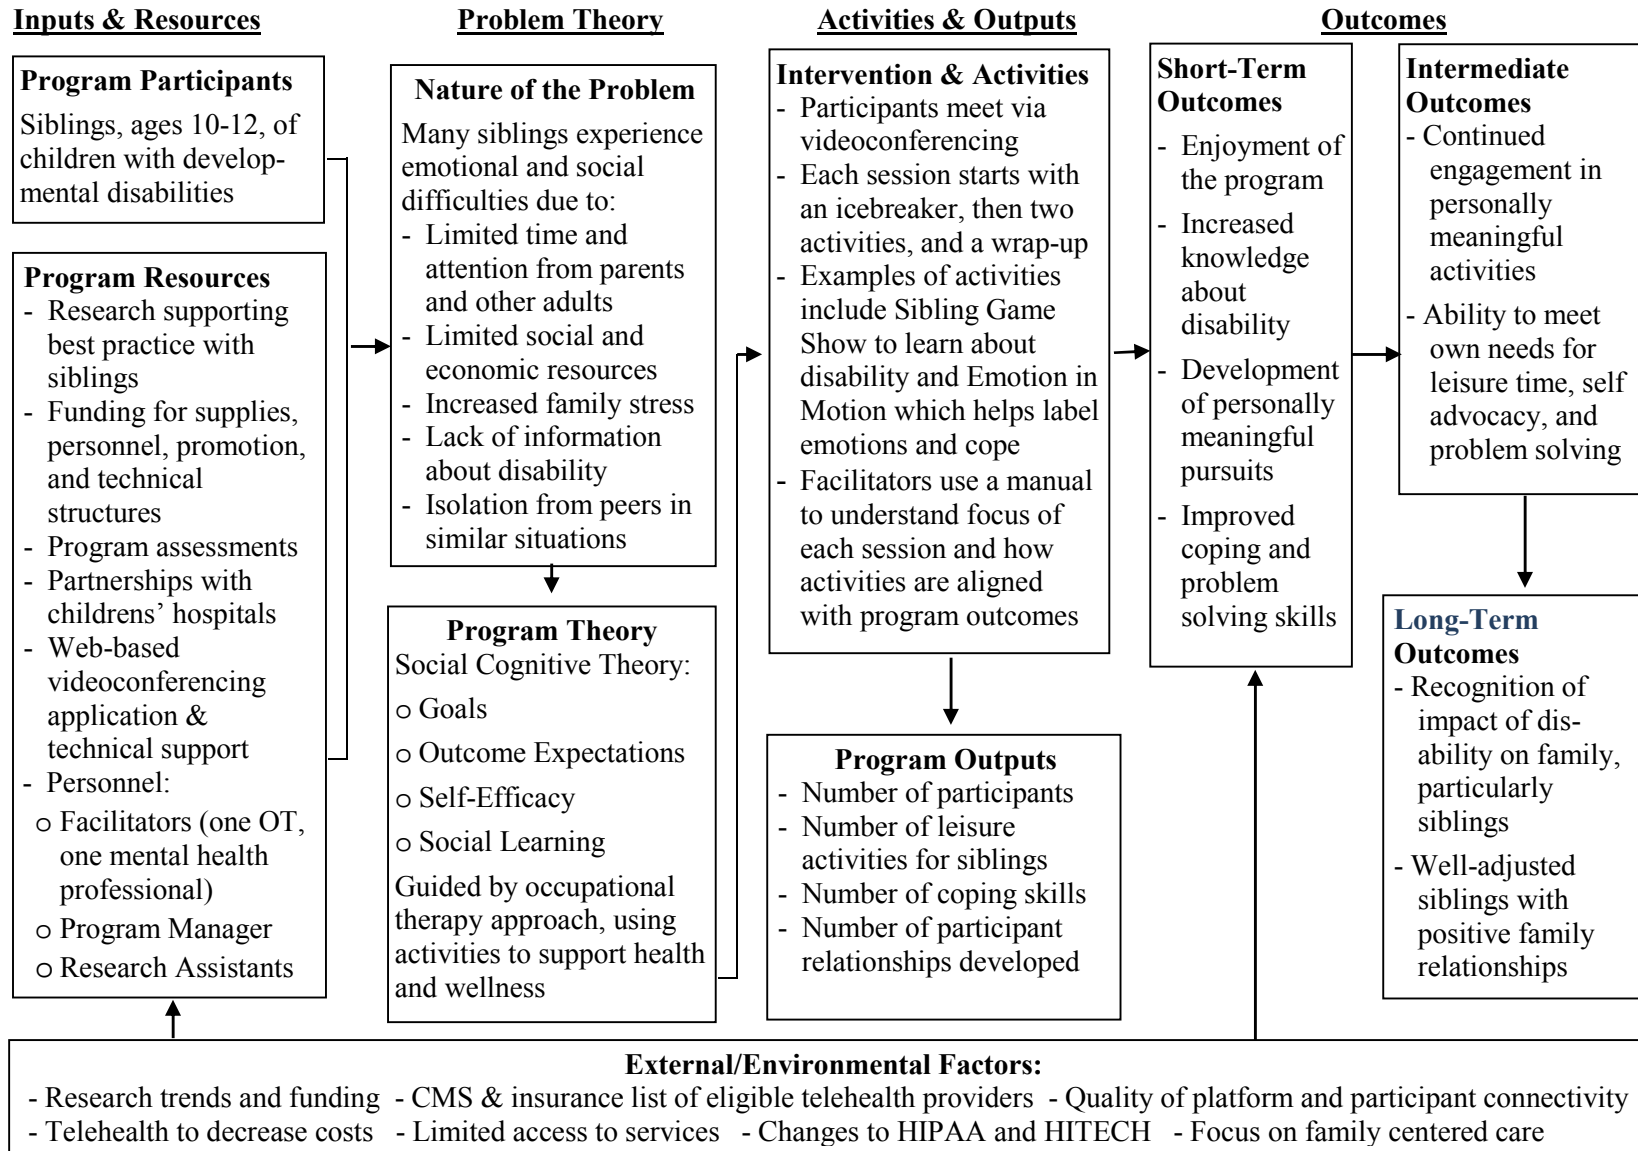 Inputs & Resources
Program Participants
Siblings, ages 10-12, of
children with develop-
mental disabilities
Program Resources
- Research supporting
best practice with
siblings
- Funding for supplies,
personnel, promotion,
and technical
structures
- Program assessments
- Partnerships with
childrens’ hospitals
- Web-based
videoconferencing
application &
technical support
- Personnel:
o Facilitators (one OT,
one mental health
professional)
o Program Manager
o Research Assistants
Problem Theory
Nature of the Problem
Many siblings experience
emotional and social
difficulties due to:
- Limited time and
attention from parents
and other adults
- Limited social and
economic resources
- Increased family stress
- Lack of information
about disability
- Isolation from peers in
similar situations
Program Theory
Social Cognitive Theory:
o Goals
o Outcome Expectations
o Self-Efficacy
o Social Learning
Guided by occupational
therapy approach, using
activities to support health
and wellness
Activities & Outputs
Intervention & Activities
- Participants meet via
videoconferencing
- Each session starts with
an icebreaker, then two
activities, and a wrap-up
- Examples of activities
include Sibling Game
Show to learn about
disability and Emotion in
Motion which helps label
emotions and cope
- Facilitators use a manual
to understand focus of
each session and how
activities are aligned
with program outcomes
Program Outputs
- Number of participants
- Number of leisure
activities for siblings
- Number of coping skills
- Number of participant
relationships developed
Outcomes
Short-Term
Outcomes
- Enjoyment of
the program
- Increased
knowledge
about
disability
- Development
of personally
meaningful
pursuits
- Improved
coping and
problem
solving skills
Intermediate
Outcomes
- Continued
engagement in
personally
meaningful
activities
- Ability to meet
own needs for
leisure time, self
advocacy, and
problem solving
Long-Term
Outcomes
- Recognition of
impact of dis-
ability on family,
particularly
siblings
- Well-adjusted
siblings with
positive family
relationships
External/Environmental Factors:
- Research trends and funding - CMS & insurance list of eligible telehealth providers - Quality of platform and participant connectivity
- Telehealth to decrease costs - Limited access to services - Changes to HIPAA and HITECH - Focus on family centered care